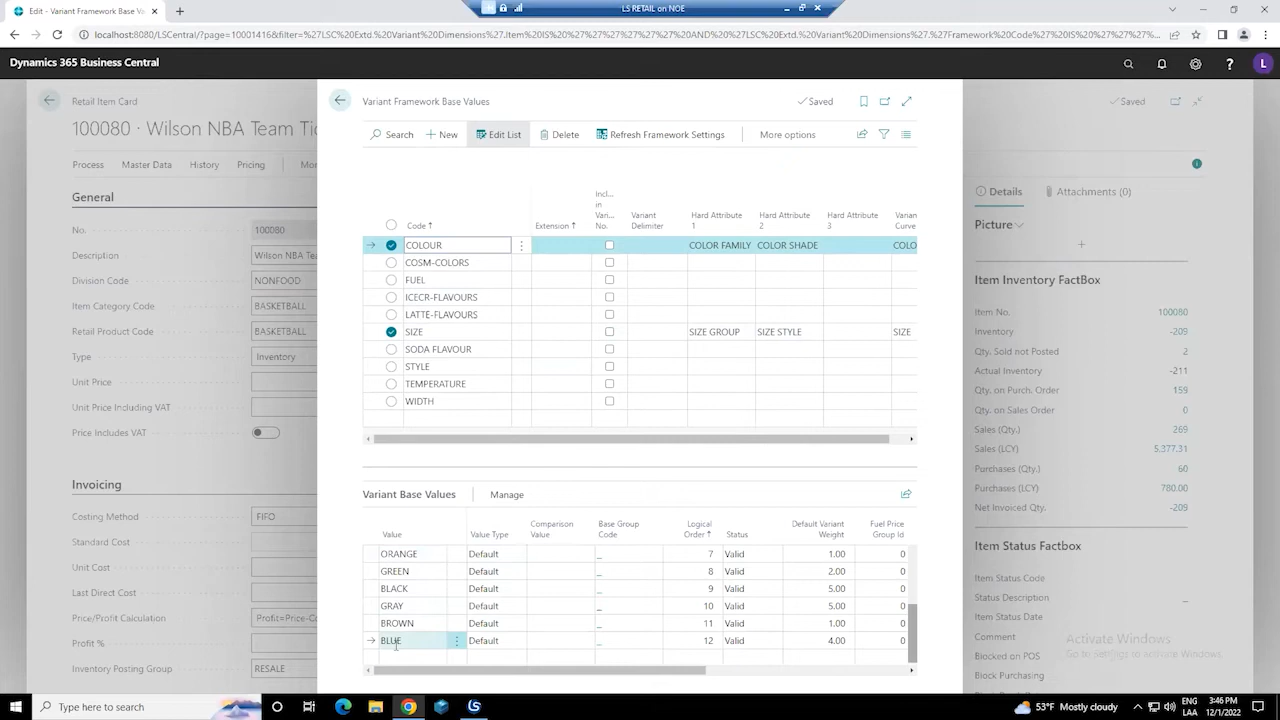 Edit - Variant Framework Base Va
LS RETAIL on NOE
localhost:8080/LSCentral/?page=10001416&filter=%27LSC%20Extd.%20Variant%20Dimensions%27.Item%20IS%20%27%27%27%27%27%20AND%20%27LSC%20Extd.%20Variant%20Dimensions%20%27.Framework%20Code%27%20IS%20%27%27%27...
Dynamics 365 Business Central
L
Retail Item Card
Saved
100080 · Wilson NBA Team Tic
Process Master Data History Pricing Mor
General
No. 100080
Description Wilson NBA Tea
Division Code NONFOOD
Item Category Code BASKETBALL
Retail Product Code BASKETBALL
Type Inventory
Unit Price
Unit Price Including VAT
Price Includes VAT
Invoicing
Costing Method FIFO
Standard Cost
Unit Cost
Last Direct Cost
Price/Profit Calculation Profit=Price-Co
Profit %
Inventory Posting Group RESALE
Variant Framework Base Values
Saved
Search New Edit List Delete Refresh Framework Settings More options
Code Extension Incl... in Vari... No. Variant Delimiter Hard Attribute 1 Hard Attribute 2 Hard Attribute 3 Varian Curve
COLOUR COLOR FAMILY COLOR SHADE COLO
COSM-COLORS
FUEL
ICECR-FLAVOURS
LATTE-FLAVOURS
SIZE SIZE GROUP SIZE STYLE SIZE
SODA FLAVOUR
STYLE
TEMPERATURE
WIDTH
Variant Base Values Manage
Value Value Type Comparison Value Base Group Code Logical Order Status Default Variant Weight Fuel Price Group Id
ORANGE Default _ 7 Valid 1.00 0
GREEN Default _ 8 Valid 2.00 0
BLACK Default _ 9 Valid 5.00 0
GRAY Default _ 10 Valid 5.00 0
BROWN Default _ 11 Valid 1.00 0
BLUE Default _ 12 Valid 4.00 0
Details Attachments (0)
Picture
Item Inventory FactBox
Item No. 100080
Inventory -209
Qty. Sold not Posted 2
Actual Inventory -211
Qty. on Purch. Order 159
Qty. on Sales Order 0
Sales (Qty.) 269
Sales (LCY) 5,377.31
Purchases (Qty.) 60
Purchases (LCY) 780.00
Net Invoiced Qty. -209
Item Status Factbox
Item Status Code
Status Description _
Item Status Date
Comment
Blocked on POS
Block Purchasing
Activate Windows
Go to Settings to activate Windows.
Type here to search
53°F Mostly cloudy
ENG
LAA
3:46 PM
12/1/2022